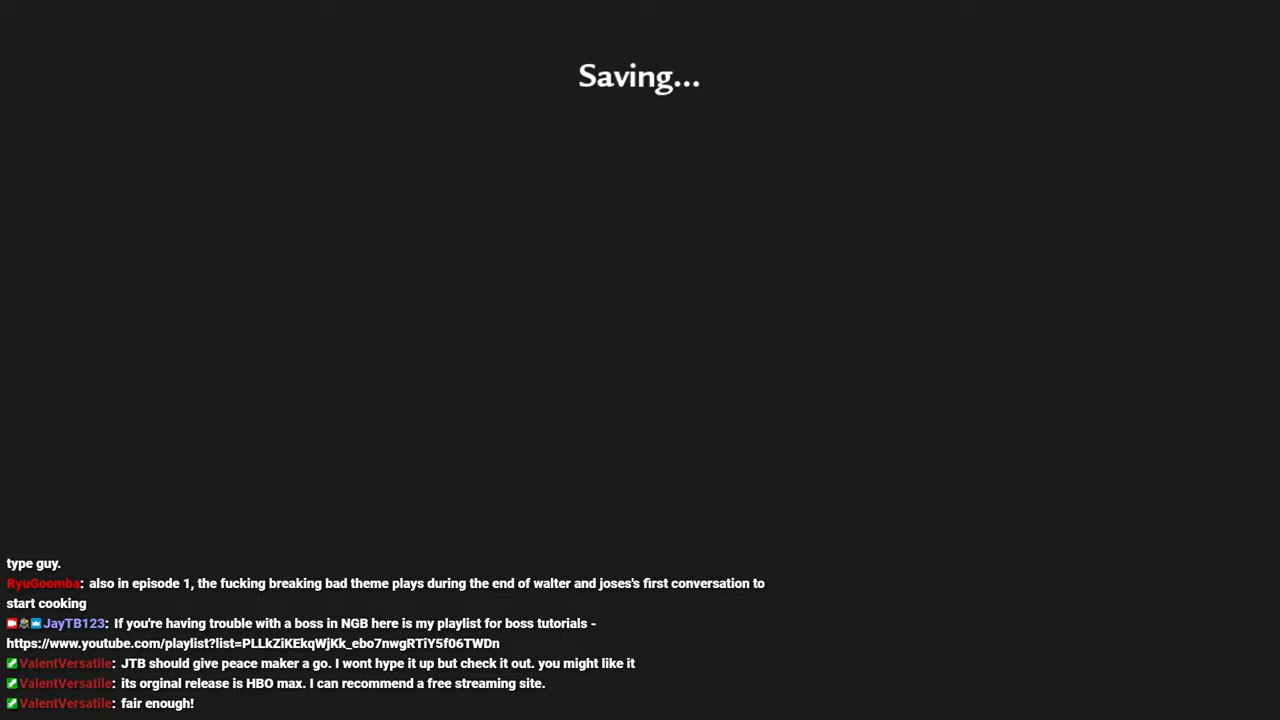 Saving...
type guy.
RyuGoomba: also in episode 1, the fucking breaking bad theme plays during the end of walter and joses's first conversation to
start cooking
JayTB123: If you're having trouble with a boss in NGB here is my playlist for boss tutorials -
https://www.youtube.com/playlist?list=PLLkZiKEkqWjKk_ebo7nwgRTiY5f06TWDn
ValentVersatile: JTB should give peace maker a go. I wont hype it up but check it out. you might like it
ValentVersatile: its orginal release is HBO max. I can recommend a free streaming site.
ValentVersatile: fair enough!